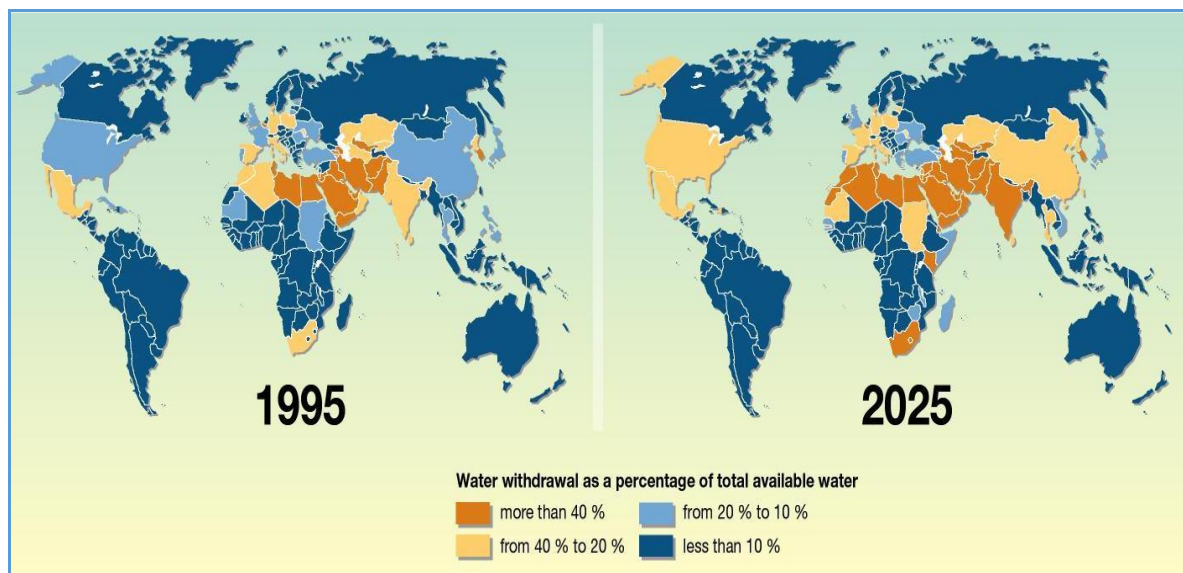 1995
2025
Water withdrawal as a percentage of total available water
more than 40 %
from 20 % to 10 %
from 40 % to 20 %
less than 10 %